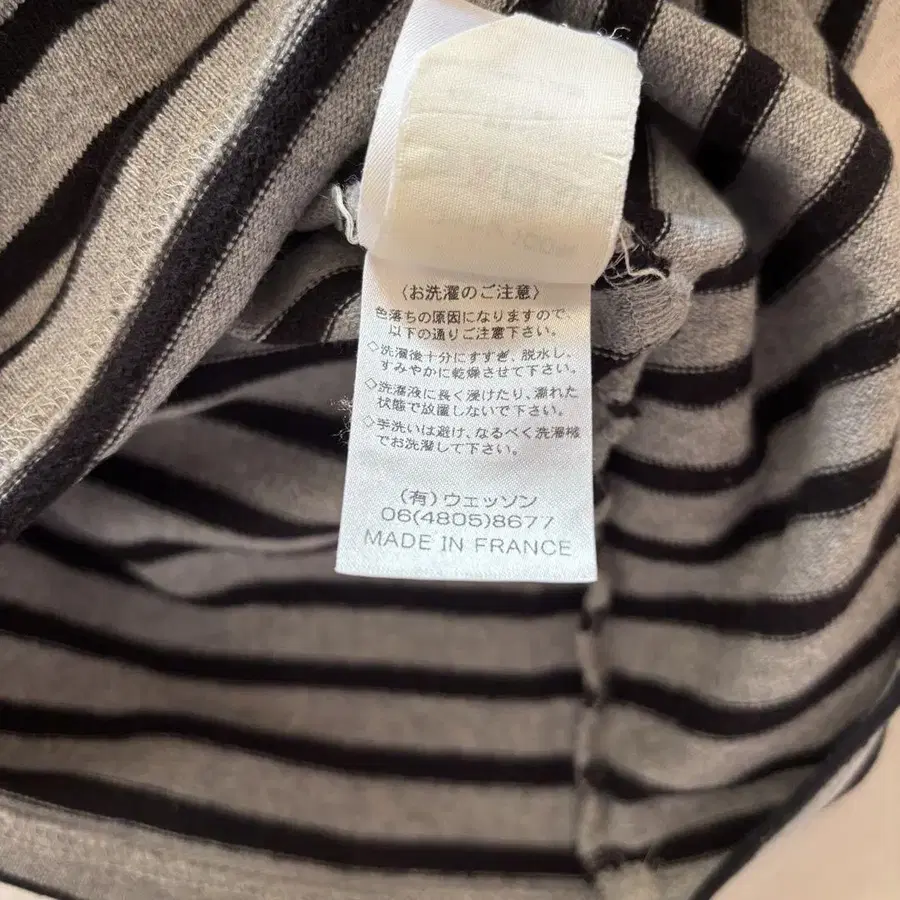 〈お洗濯のご注意〉
色落ちの原因になりますので、
以下の通りご注意下さい。
◇洗濯後十分にすすぎ、脱水し、
すみやかに乾燥させて下さい。
◇洗濯液に長く浸けたり、濡れた
状態で放置しないで下さい。
◇手洗いは避け、なるべく洗濯機
でお洗濯して下さい。
(有)ウェッソン
06(4805)8677
MADE IN FRANCE